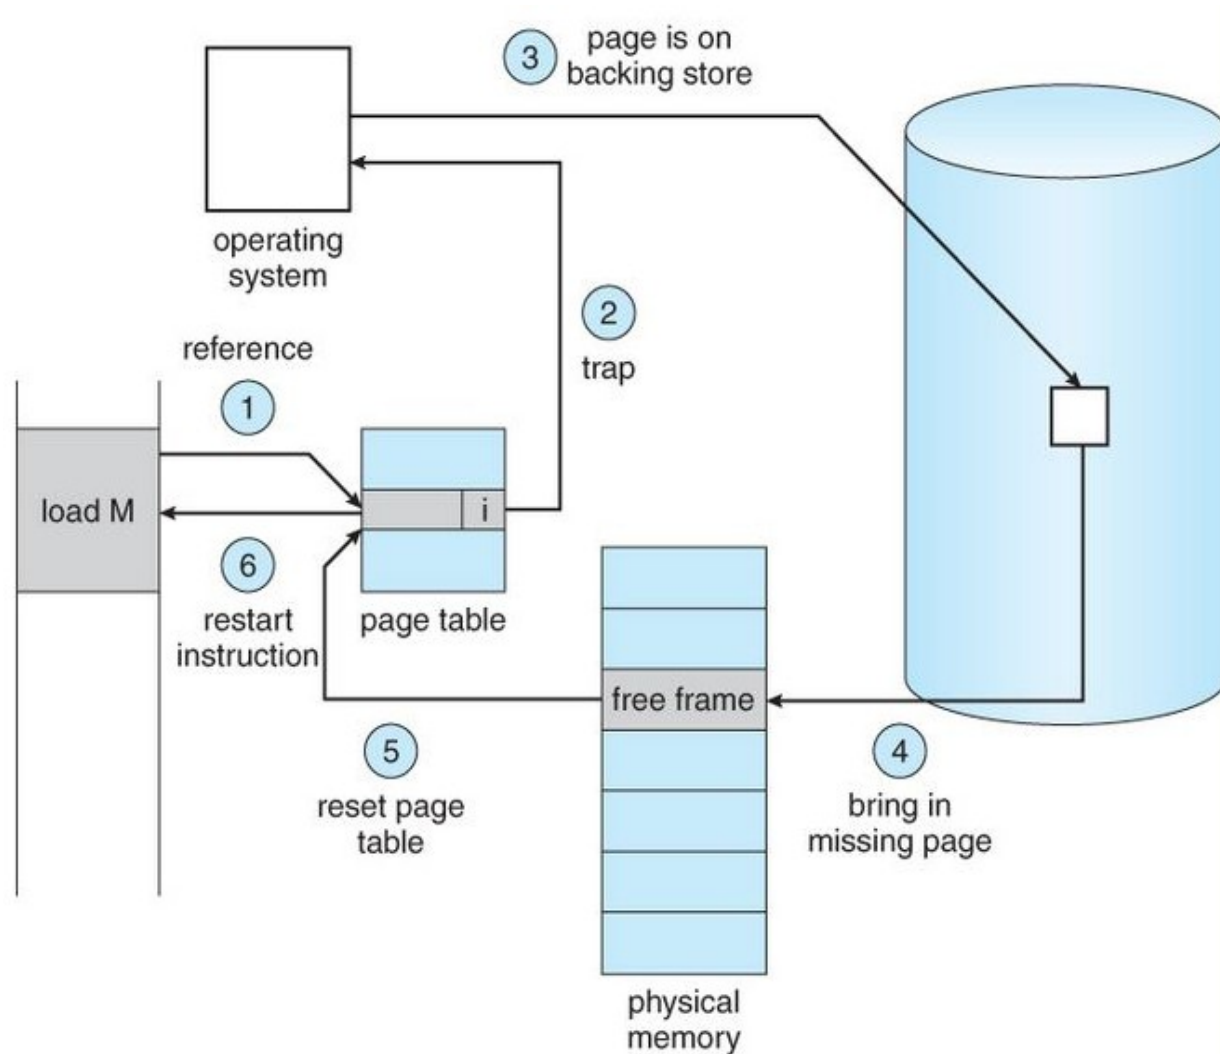 3
page is on
backing store
operating
system
2
trap
reference
1
load M
i
6
restart
instruction
page table
free frame
5
reset page
table
4
bring in
missing page
physical
memory